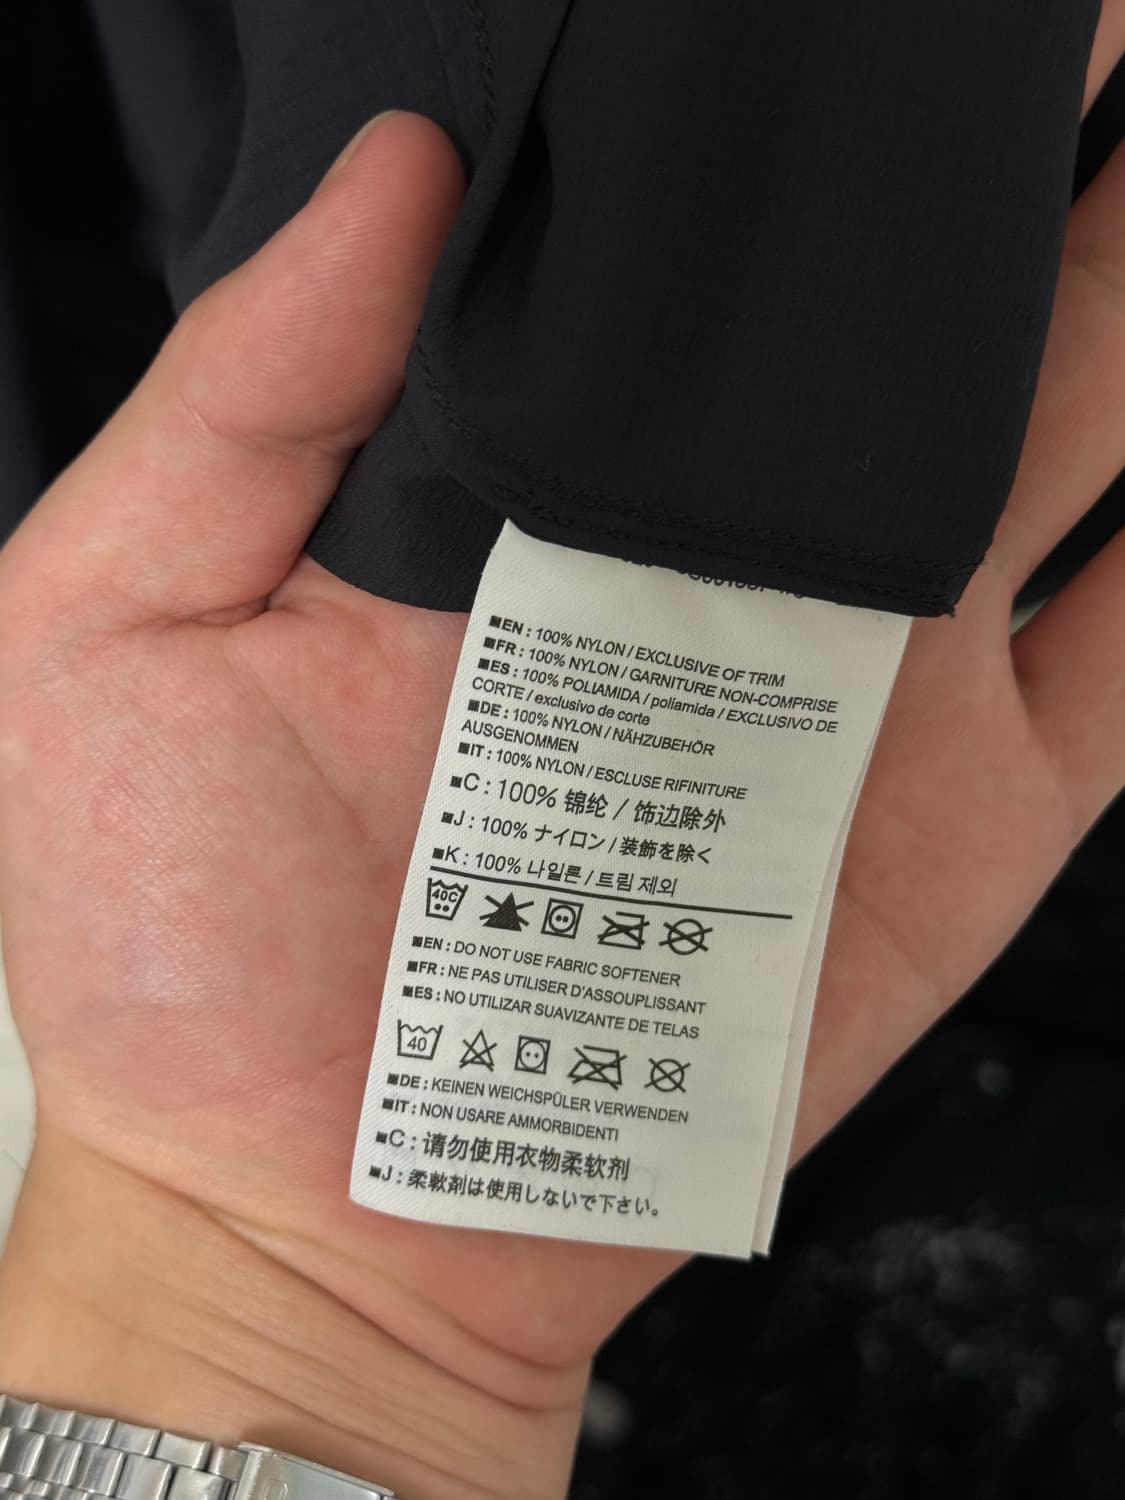 ■EN : 100% NYLON / EXCLUSIVE OF TRIM
■FR : 100% NYLON / GARNITURE NON-COMPRISE
■ES : 100% POLIAMIDA / poliamida / EXCLUSIVO DE
CORTE / exclusivo de corte
■DE : 100% NYLON / NÄHZUBEHÖR
AUSGENOMMEN
■IT : 100% NYLON / ESCLUSE RIFINITURE
■C : 100% 锦纶 / 饰边除外
■J : 100% ナイロン / 装飾を除く
■K : 100% 나일론 / 트림 제외
40C
■EN : DO NOT USE FABRIC SOFTENER
■FR : NE PAS UTILISER D'ASSOUPLISSANT
■ES : NO UTILIZAR SUAVIZANTE DE TELAS
40
■DE : KEINEN WEICHSPÜLER VERWENDEN
■IT : NON USARE AMMORBIDENTI
■C : 请勿使用衣物柔软剂
■J : 柔軟剤は使用しないで下さい。